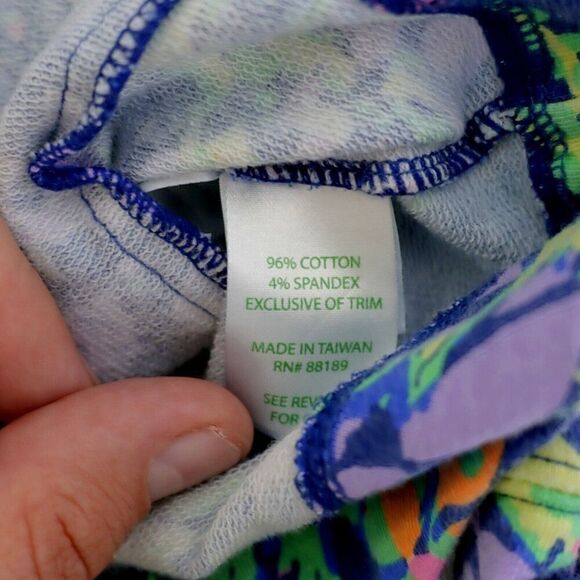 96% COTTON
4% SPANDEX
EXCLUSIVE OF TRIM
MADE IN TAIWAN
RN# 88189
SEE
FOR